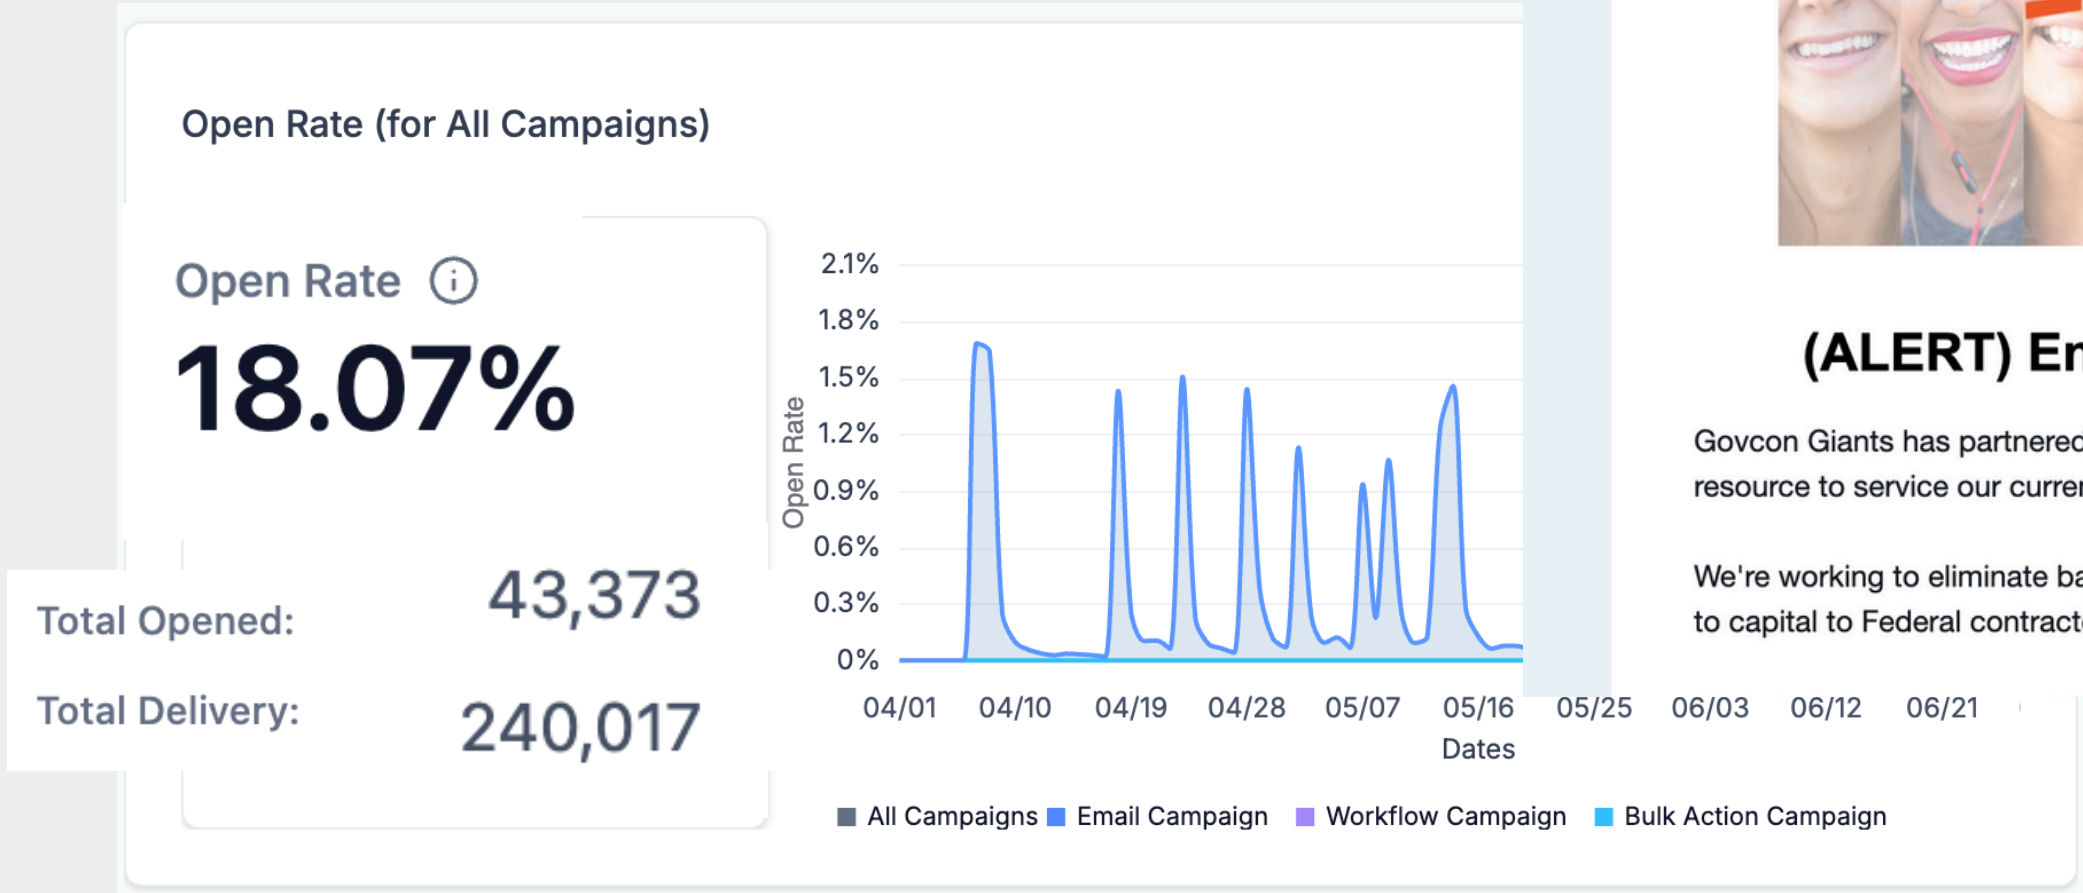 Open Rate (for All Campaigns)
Open Rate
18.07%
Total Opened: 43,373
Total Delivery: 240,017
Open Rate
2.1%
1.8%
1.5%
1.2%
0.9%
0.6%
0.3%
0%
04/01 04/10 04/19 04/28 05/07 05/16 05/25 06/03 06/12 06/21
Dates
All Campaigns Email Campaign Workflow Campaign Bulk Action Campaign
(ALERT)
Govcon Giants has partnered
resource to service our
We're working to eliminate
to capital to Federal